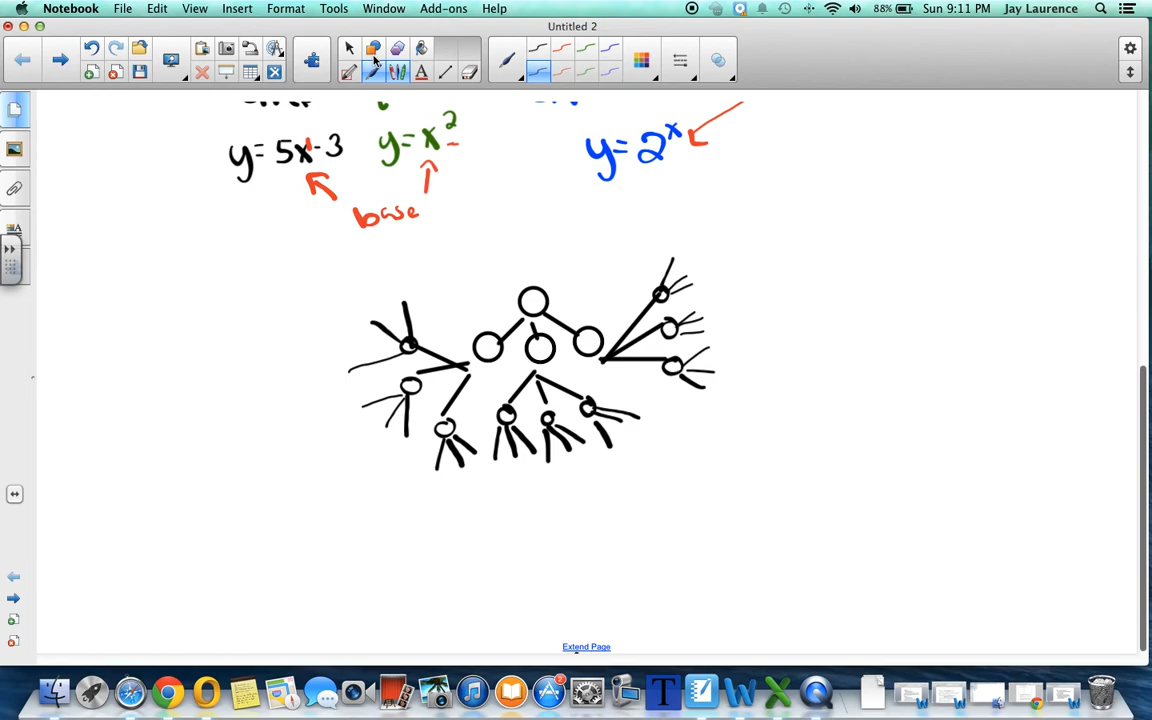 Notebook File Edit View Insert Format Tools Window Add-ons Help 88% Sun 9:11 PM Jay Laurence
Untitled 2
y= 5x-3 y= x² y= 2ˣ
base
Extend Page